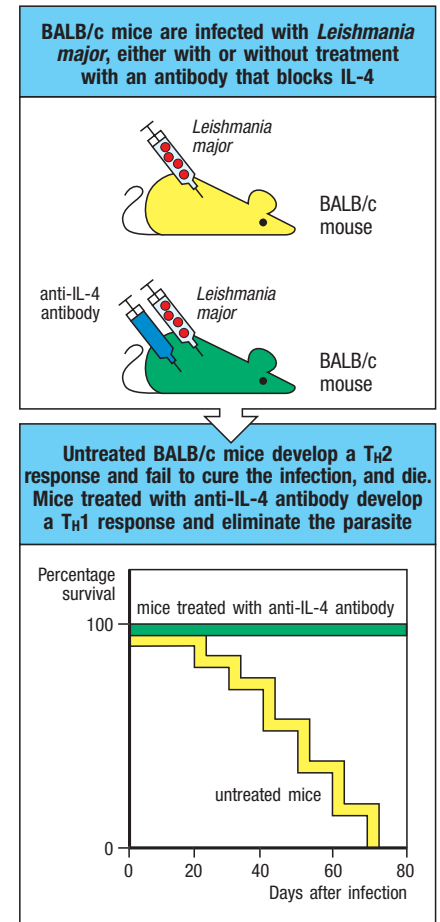 BALB/c mice are infected with Leishmania
major, either with or without treatment
with an antibody that blocks IL-4
Leishmania
major
BALB/c
mouse
anti-IL-4
antibody
Leishmania
major
BALB/c
mouse
Untreated BALB/c mice develop a TH2
response and fail to cure the infection, and die.
Mice treated with anti-IL-4 antibody develop
a TH1 response and eliminate the parasite
Percentage
survival
mice treated with anti-IL-4 antibody
100
untreated mice
0
0 20 40 60 80
Days after infection